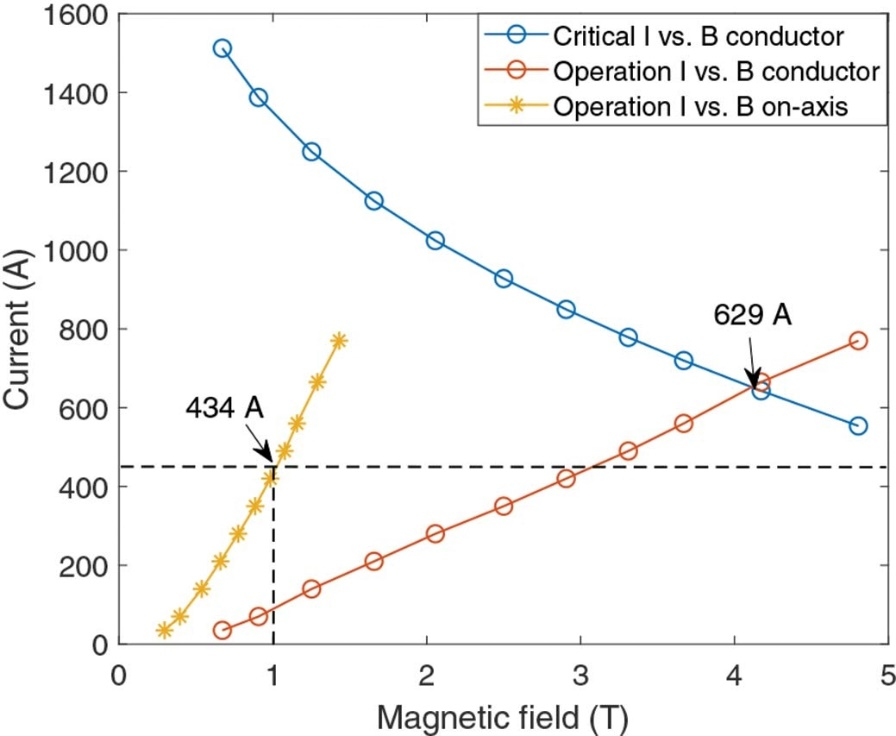 1600
1400
1200
1000
800
600
400
200
0
Current (A)
Critical I vs. B conductor
Operation I vs. B conductor
Operation I vs. B on-axis
629 A
434 A
0 1 2 3 4 5
Magnetic field (T)